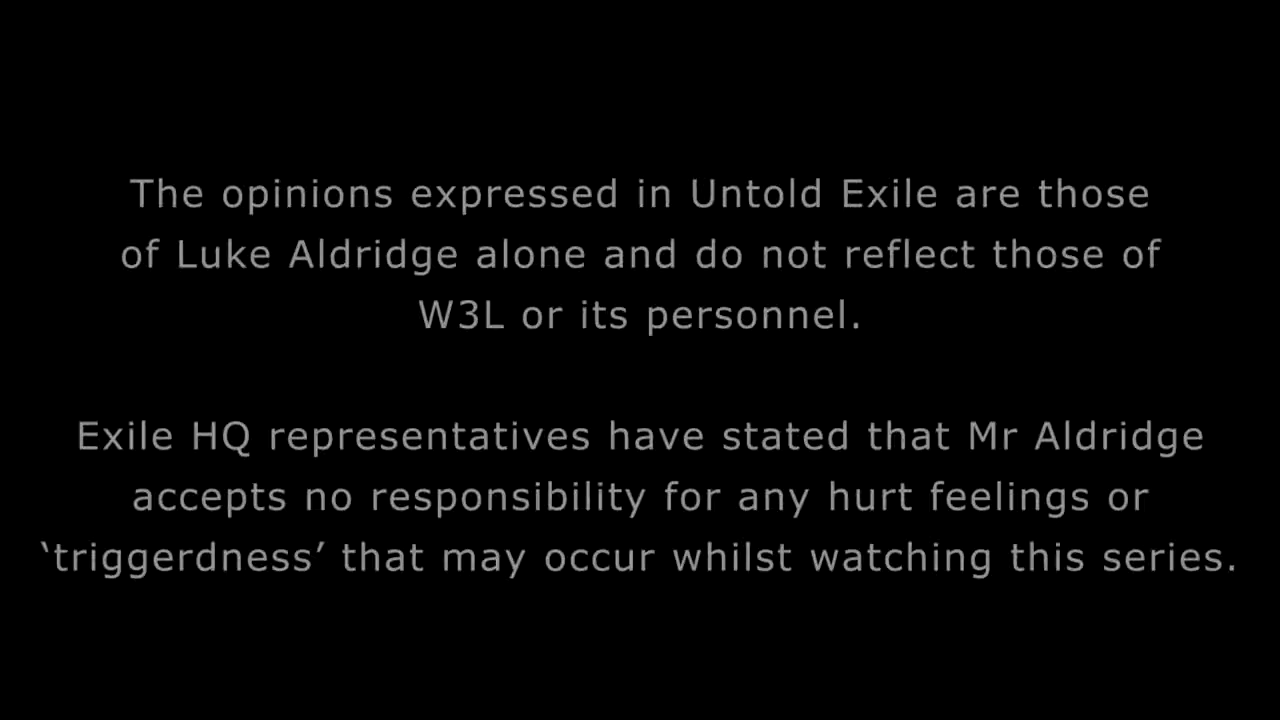 The opinions expressed in Untold Exile are those
of Luke Aldridge alone and do not reflect those of
W3L or its personnel.
Exile HQ representatives have stated that Mr Aldridge
accepts no responsibility for any hurt feelings or
‘triggerdness’ that may occur whilst watching this series.